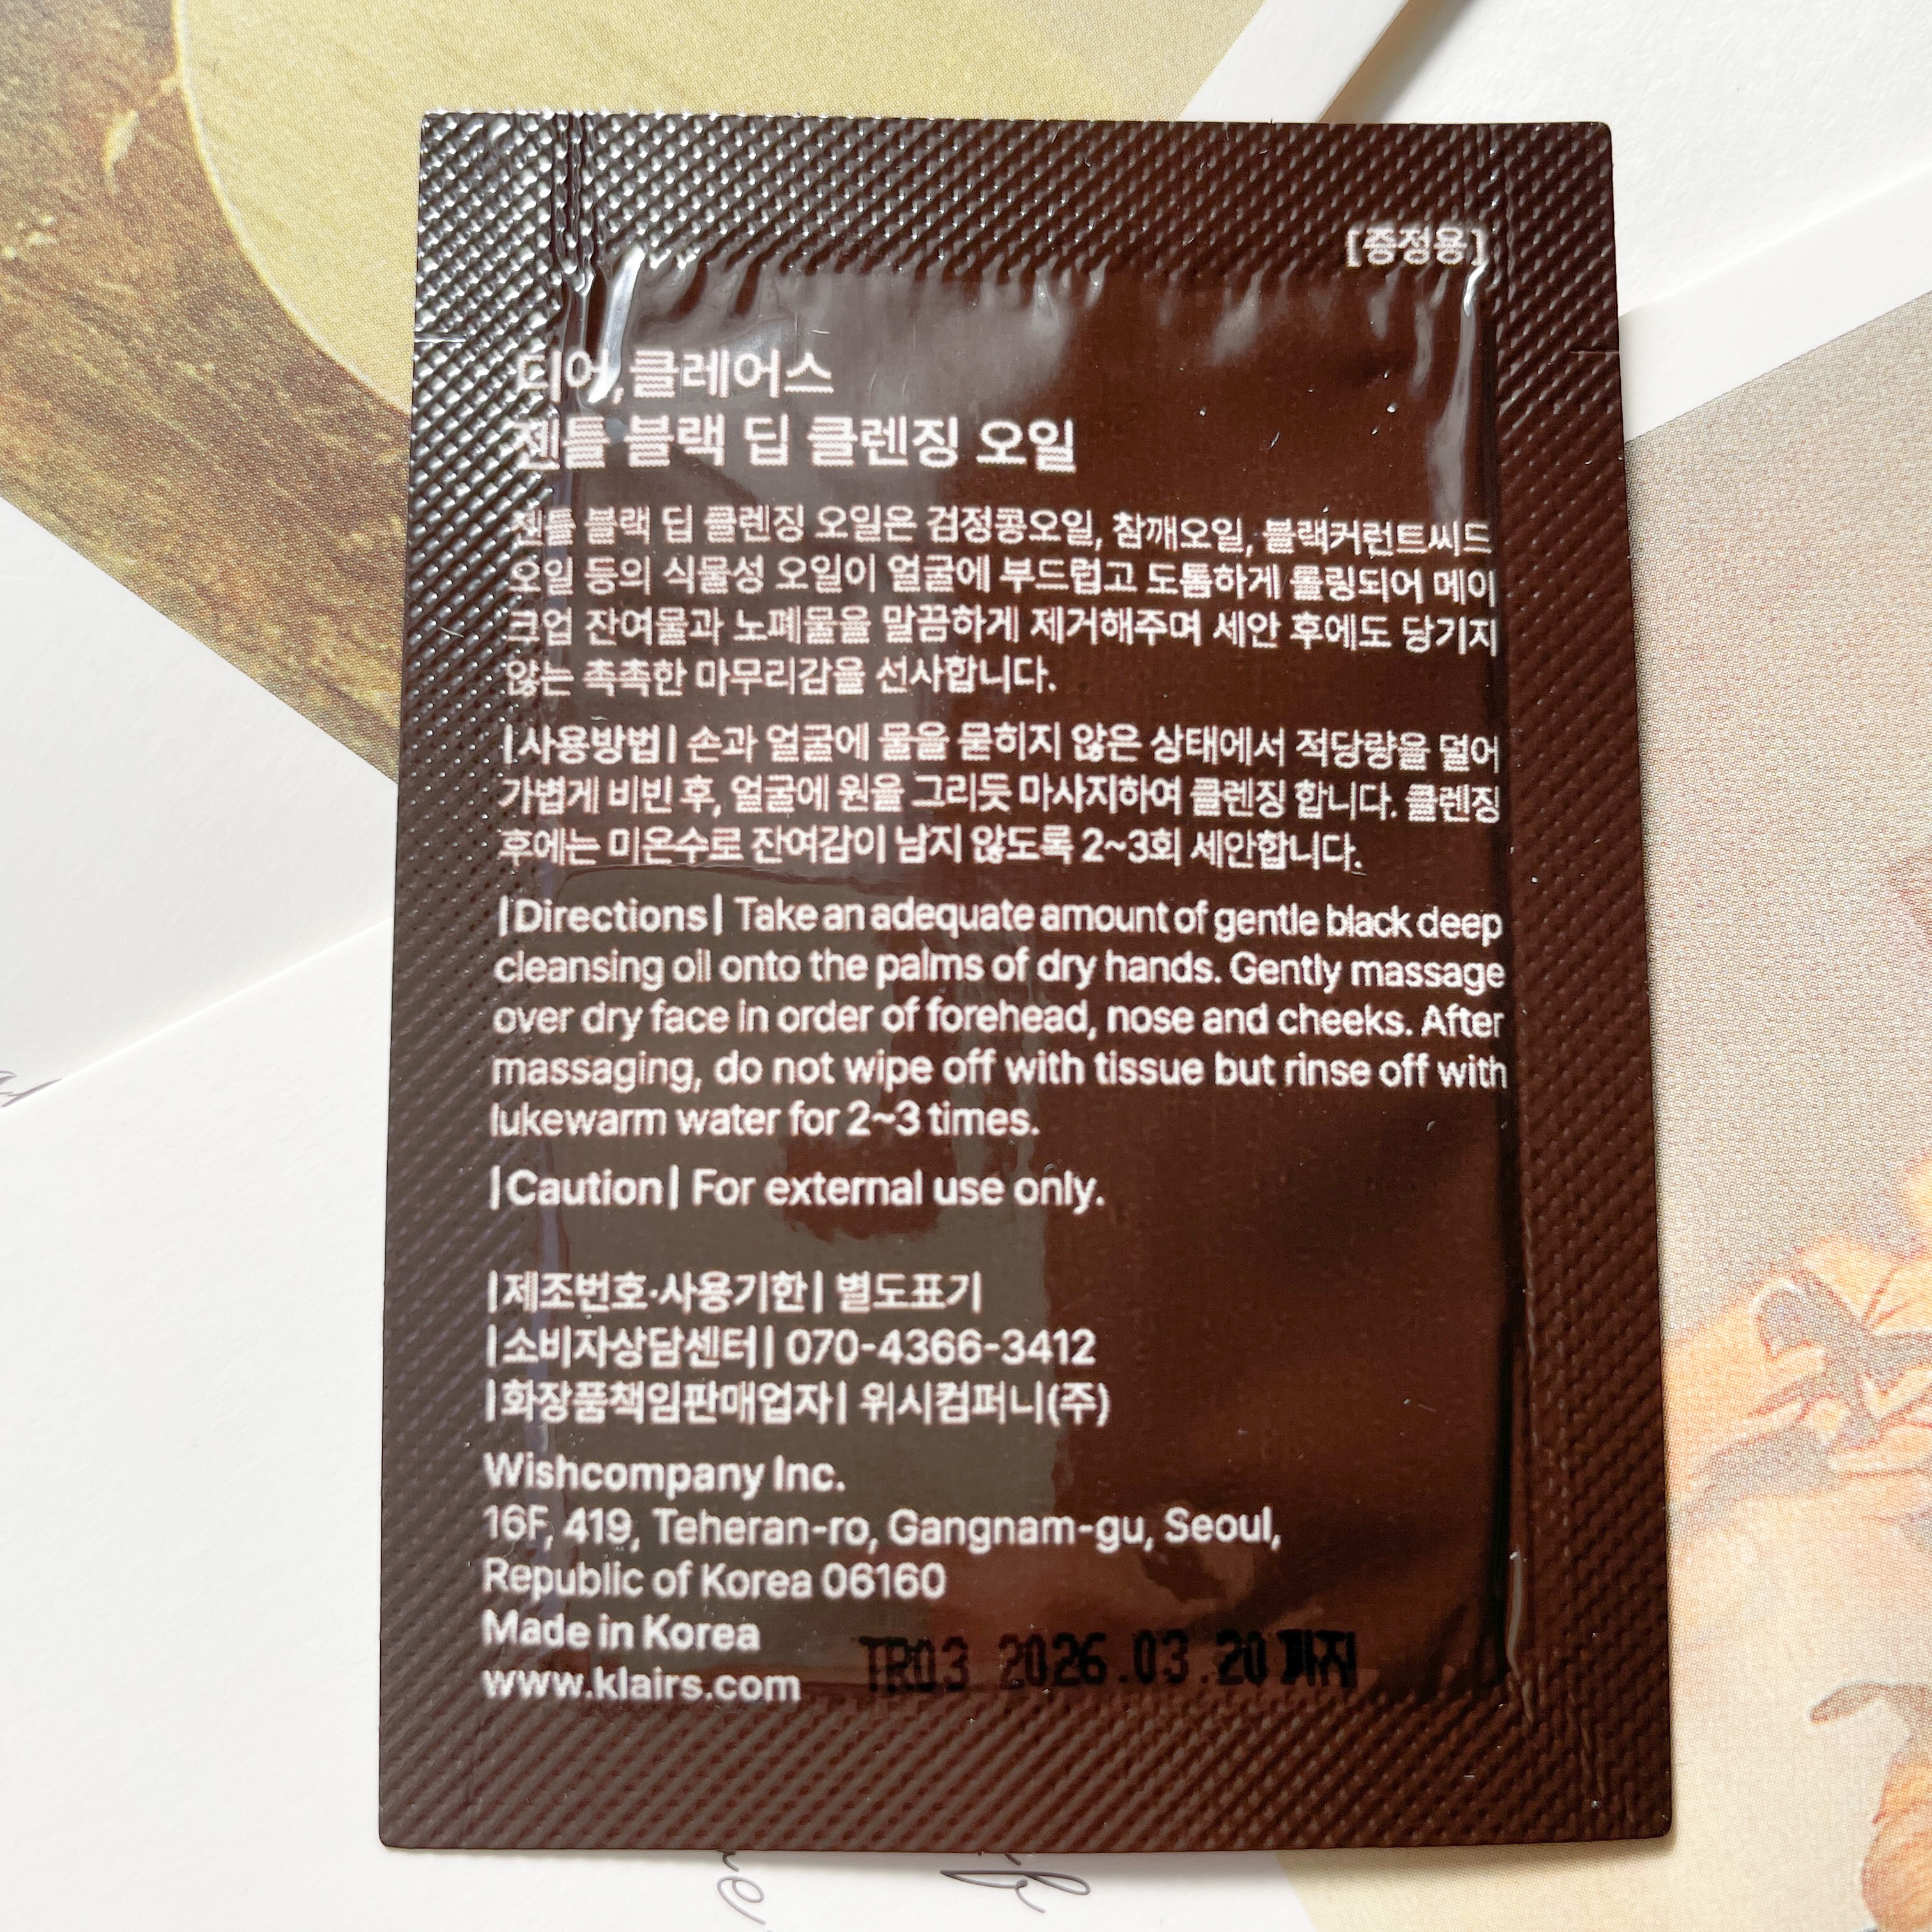 [증정용]
디어, 클레어스
젠틀 블랙 딥 클렌징 오일
젠틀 블랙 딥 클렌징 오일은 검정콩오일, 참깨오일, 블랙커런트씨드
오일 등의 식물성 오일이 얼굴에 부드럽고 도톰하게 롤링되어 메이
크업 잔여물과 노폐물을 말끔하게 제거해주며 세안 후에도 당기지
않는 촉촉한 마무리감을 선사합니다.
|사용방법| 손과 얼굴에 물을 묻히지 않은 상태에서 적당량을 덜어
가볍게 비빈 후, 얼굴에 원을 그리듯 마사지하여 클렌징 합니다. 클렌징
후에는 미온수로 잔여감이 남지 않도록 2~3회 세안합니다.
|Directions| Take an adequate amount of gentle black deep
cleansing oil onto the palms of dry hands. Gently massage
over dry face in order of forehead, nose and cheeks. After
massaging, do not wipe off with tissue but rinse off with
lukewarm water for 2~3 times.
|Caution| For external use only.
|제조번호·사용기한| 별도표기
|소비자상담센터| 070-4366-3412
|화장품책임판매업자| 위시컴퍼니(주)
Wishcompany Inc.
16F, 419, Teheran-ro, Gangnam-gu, Seoul,
Republic of Korea 06160
Made in Korea
www.klairs.com
TR03 2026.03.20까지